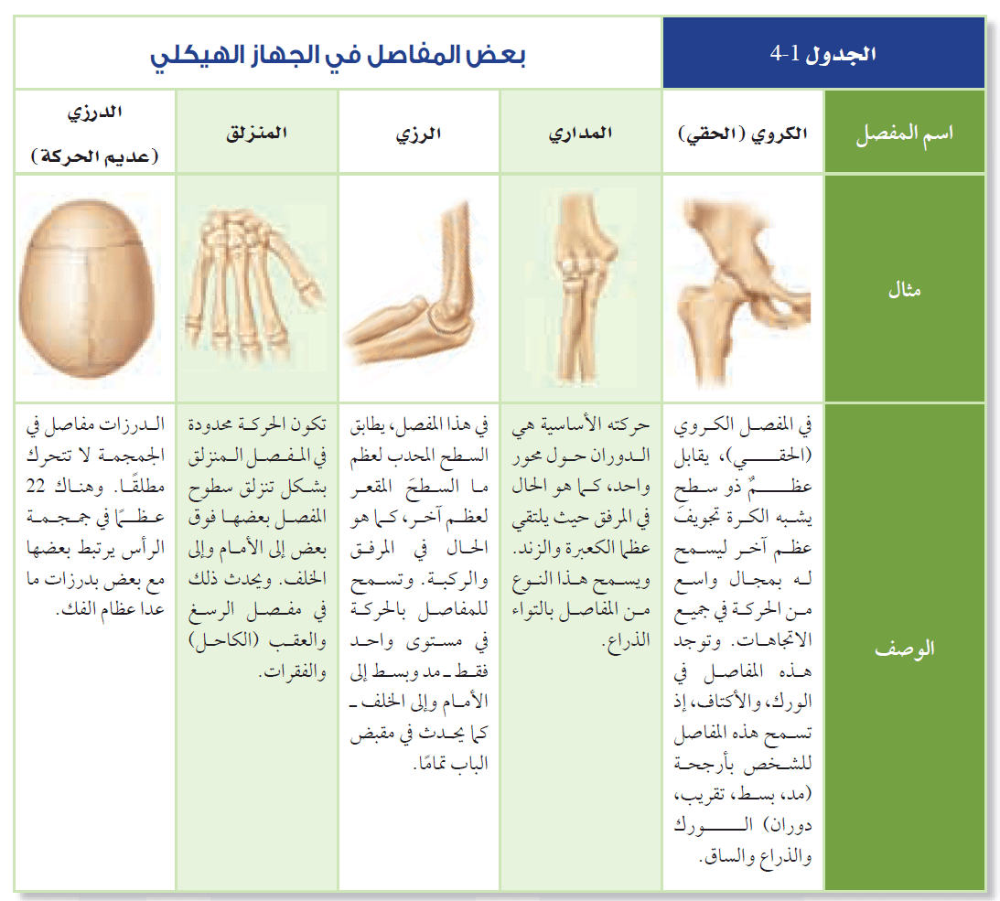 الجدول 1-4
بعض المفاصل في الجهاز الهيكلي
اسم المفصل
الكروي (الحقي)
المداري
الرزي
المنزلق
الدرزي
(عديم الحركة)
مثال
الوصف
في المفصل الكروي
(الحقي)، يقابل
عظمٌ ذو سطحٍ
يشبه الكرة تجويفَ
عظم آخر ليسمح
له بمجال واسع
من الحركة في جميع
الاتجاهات. وتوجد
هذه المفاصل في
الورك، والأكتاف، إذ
تسمح هذه المفاصل
للشخص بأرجحة
(مد، بسط، تقريب،
دوران) الورك
والذراع والساق.
حركته الأساسية هي
الدوران حول محور
واحد، كما هو الحال
في المرفق حيث يلتقي
عظما الكعبرة والزند.
ويسمح هذا النوع
من المفاصل بالتواء
الذراع.
في هذا المفصل، يطابق
السطح المحدب لعظم
ما السطحَ المقعر
لعظم آخر، كما هو
الحال في المرفق
والركبة. وتسمح
للمفاصل بالحركة
في مستوى واحد
فقط ـ مد وبسط إلى
الأمام وإلى الخلف ـ
كما يحدث في مقبض
الباب تمامًا.
تكون الحركة محدودة
في المفصل المنزلق
بشكل تنزلق سطوح
المفصل بعضها فوق
بعض إلى الأمام وإلى
الخلف. ويحدث ذلك
في مفصل الرسغ
والعقب (الكاحل)
والفقرات.
الدرزات مفاصل في
الجمجمة لا تتحرك
مطلقًا. وهناك 22
عظمًا في جمجمة
الرأس يرتبط بعضها
مع بعض بدرزات ما
عدا عظام الفك.